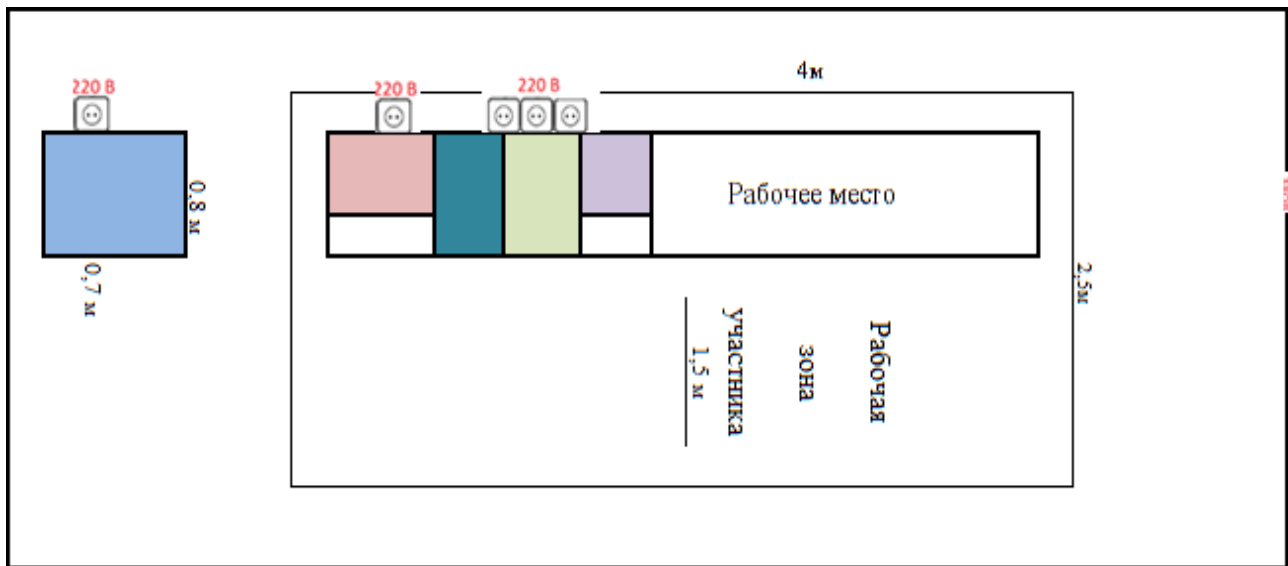 4м
220 В
220 В
220 В
0.8 м
0,7 м
Рабочее место
2,5м
Рабочая
зона
участника
1,5 м